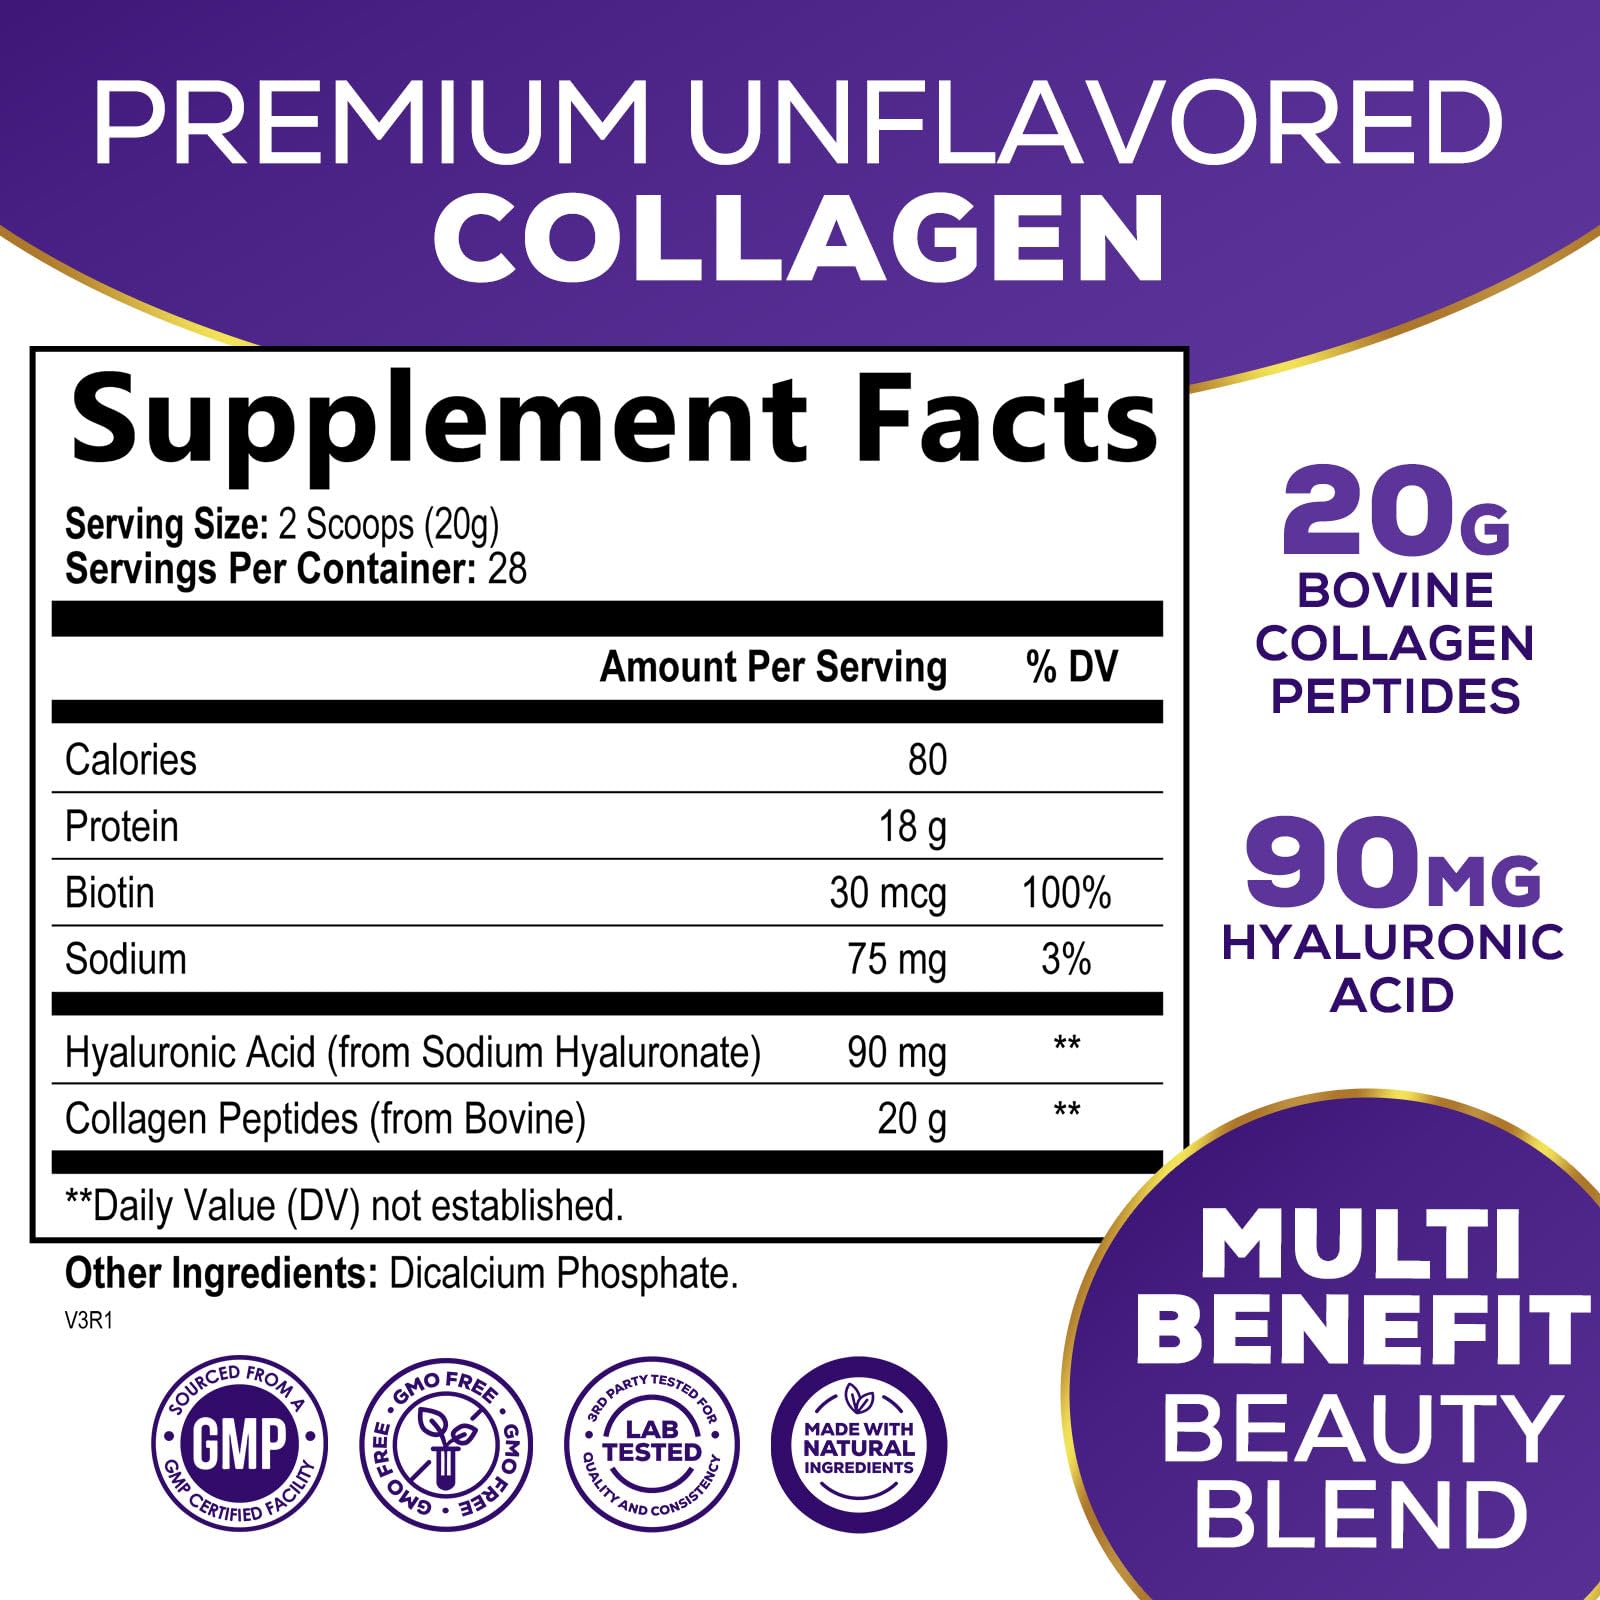 PREMIUM UNFLAVORED
COLLAGEN
Supplement Facts
Serving Size: 2 Scoops (20g)
Servings Per Container: 28
Amount Per Serving % DV
Calories 80
Protein 18 g
Biotin 30 mcg 100%
Sodium 75 mg 3%
Hyaluronic Acid (from Sodium Hyaluronate) 90 mg **
Collagen Peptides (from Bovine) 20 g **
**Daily Value (DV) not established.
Other Ingredients: Dicalcium Phosphate.
V3R1
20G
BOVINE
COLLAGEN
PEPTIDES
90MG
HYALURONIC
ACID
MULTI
BENEFIT
BEAUTY
BLEND
SOURCED FROM A
GMP
GMP CERTIFIED FACILITY
GMO FREE • GMO FREE • GMO FREE • GMO FREE •
3RD PARTY TESTED FOR
LAB
TESTED
QUALITY AND CONSISTENCY
MADE WITH
NATURAL
INGREDIENTS